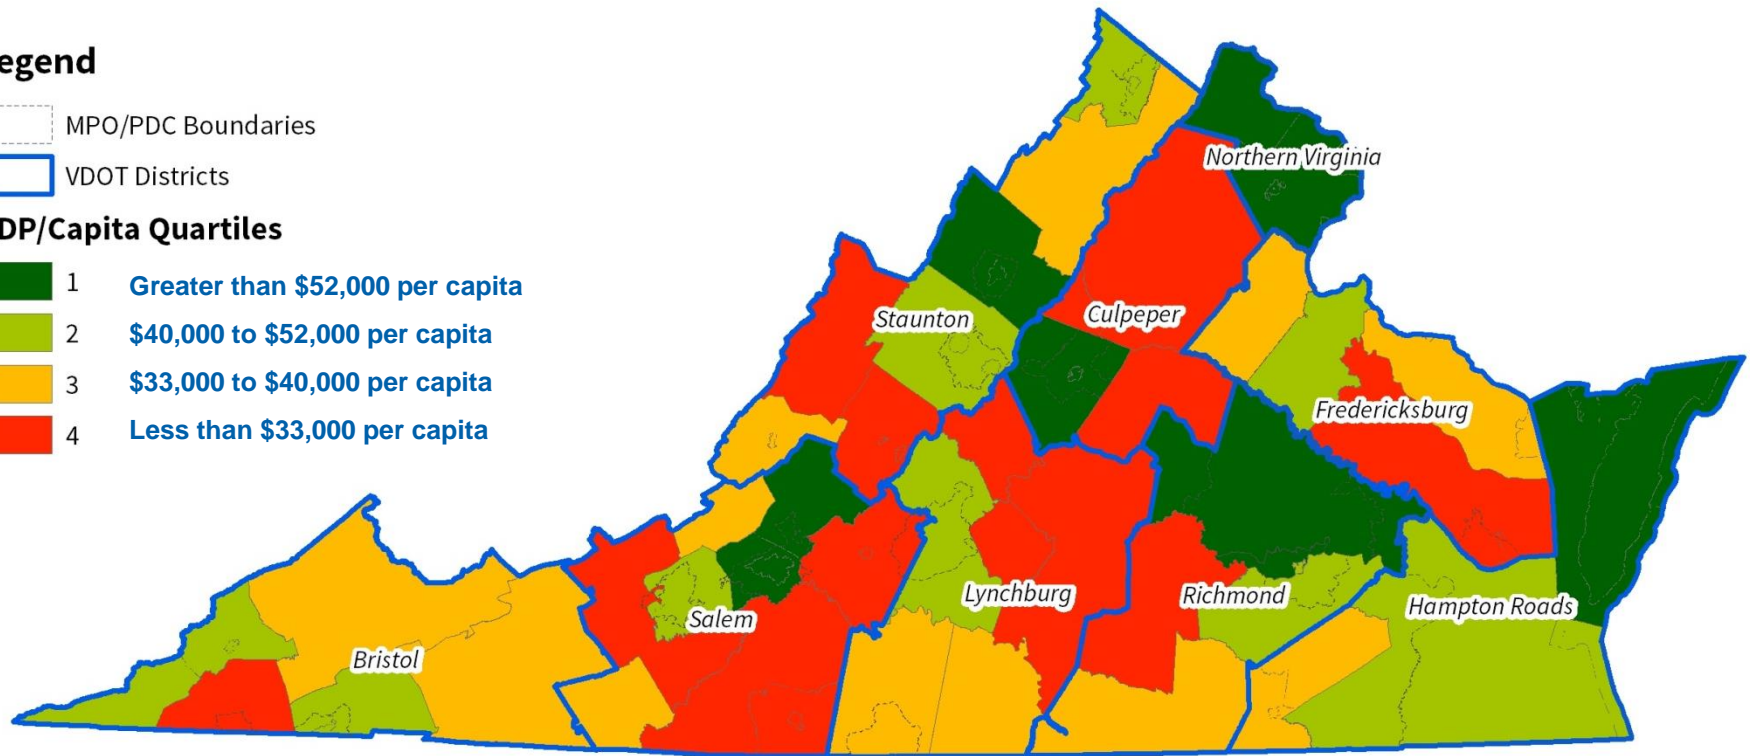 egend
MPO/PDC Boundaries
VDOT Districts
DP/Capita Quartiles
1 Greater than $52,000 per capita
2 $40,000 to $52,000 per capita
3 $33,000 to $40,000 per capita
4 Less than $33,000 per capita
Northern Virginia
Staunton
Culpeper
Fredericksburg
Lynchburg
Richmond
Hampton Roads
Salem
Bristol